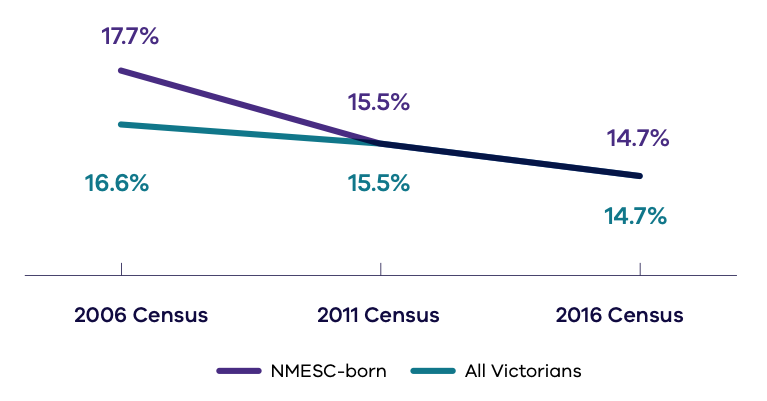 17.7%
15.5%
14.7%
16.6%
15.5%
14.7%
2006 Census
2011 Census
2016 Census
NMESC-born
All Victorians